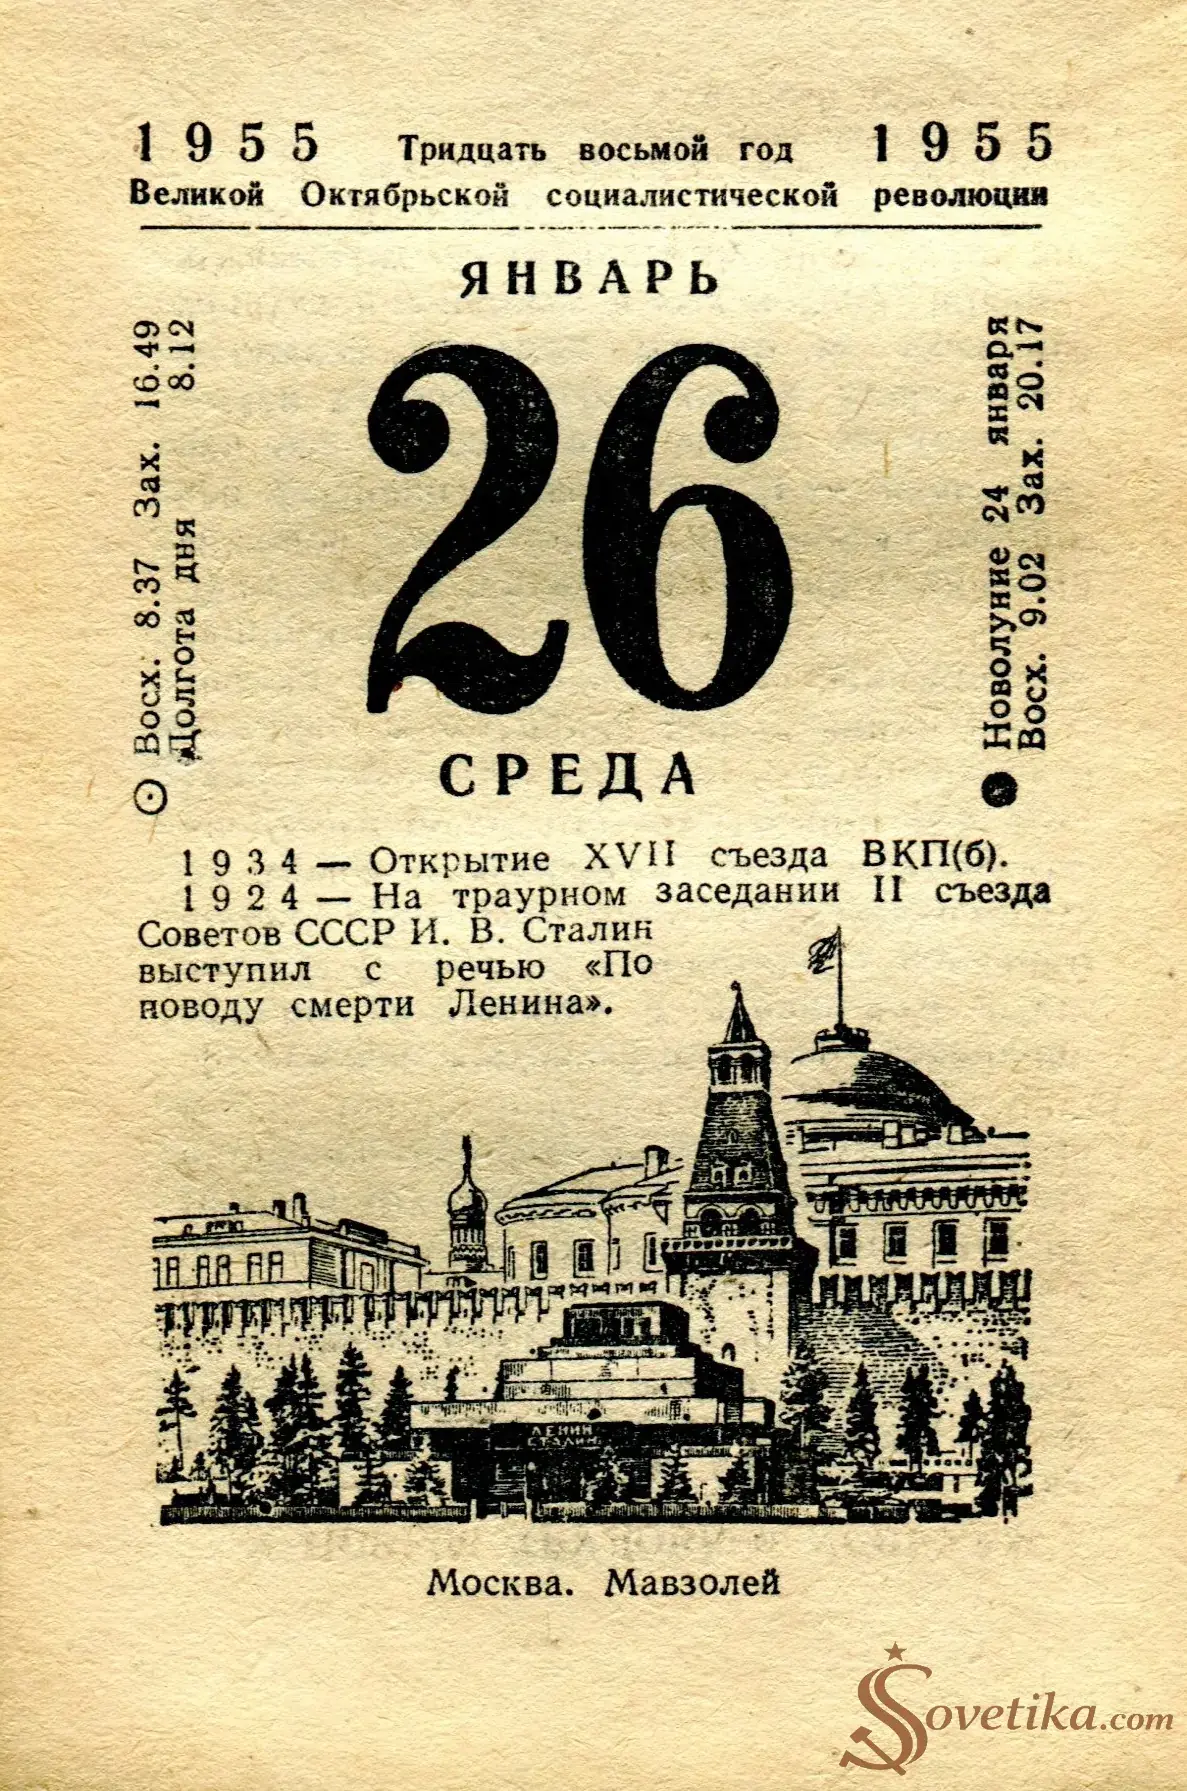 1955 Тридцать восьмой год 1955
Великой Октябрьской социалистической революции
ЯНВАРЬ
Восх. 8.37 Зах. 16.49
Долгота дня 8.12
26
Новолуние 24 января
Восх. 9.02 Зах. 20.17
СРЕДА
1934 — Открытие XVII съезда ВКП(б).
1924 — На траурном заседании II съезда
Советов СССР И. В. Сталин
выступил с речью «По
поводу смерти Ленина».
ЛЕНИН
СТАЛИН
Москва. Мавзолей
Sovetika.com